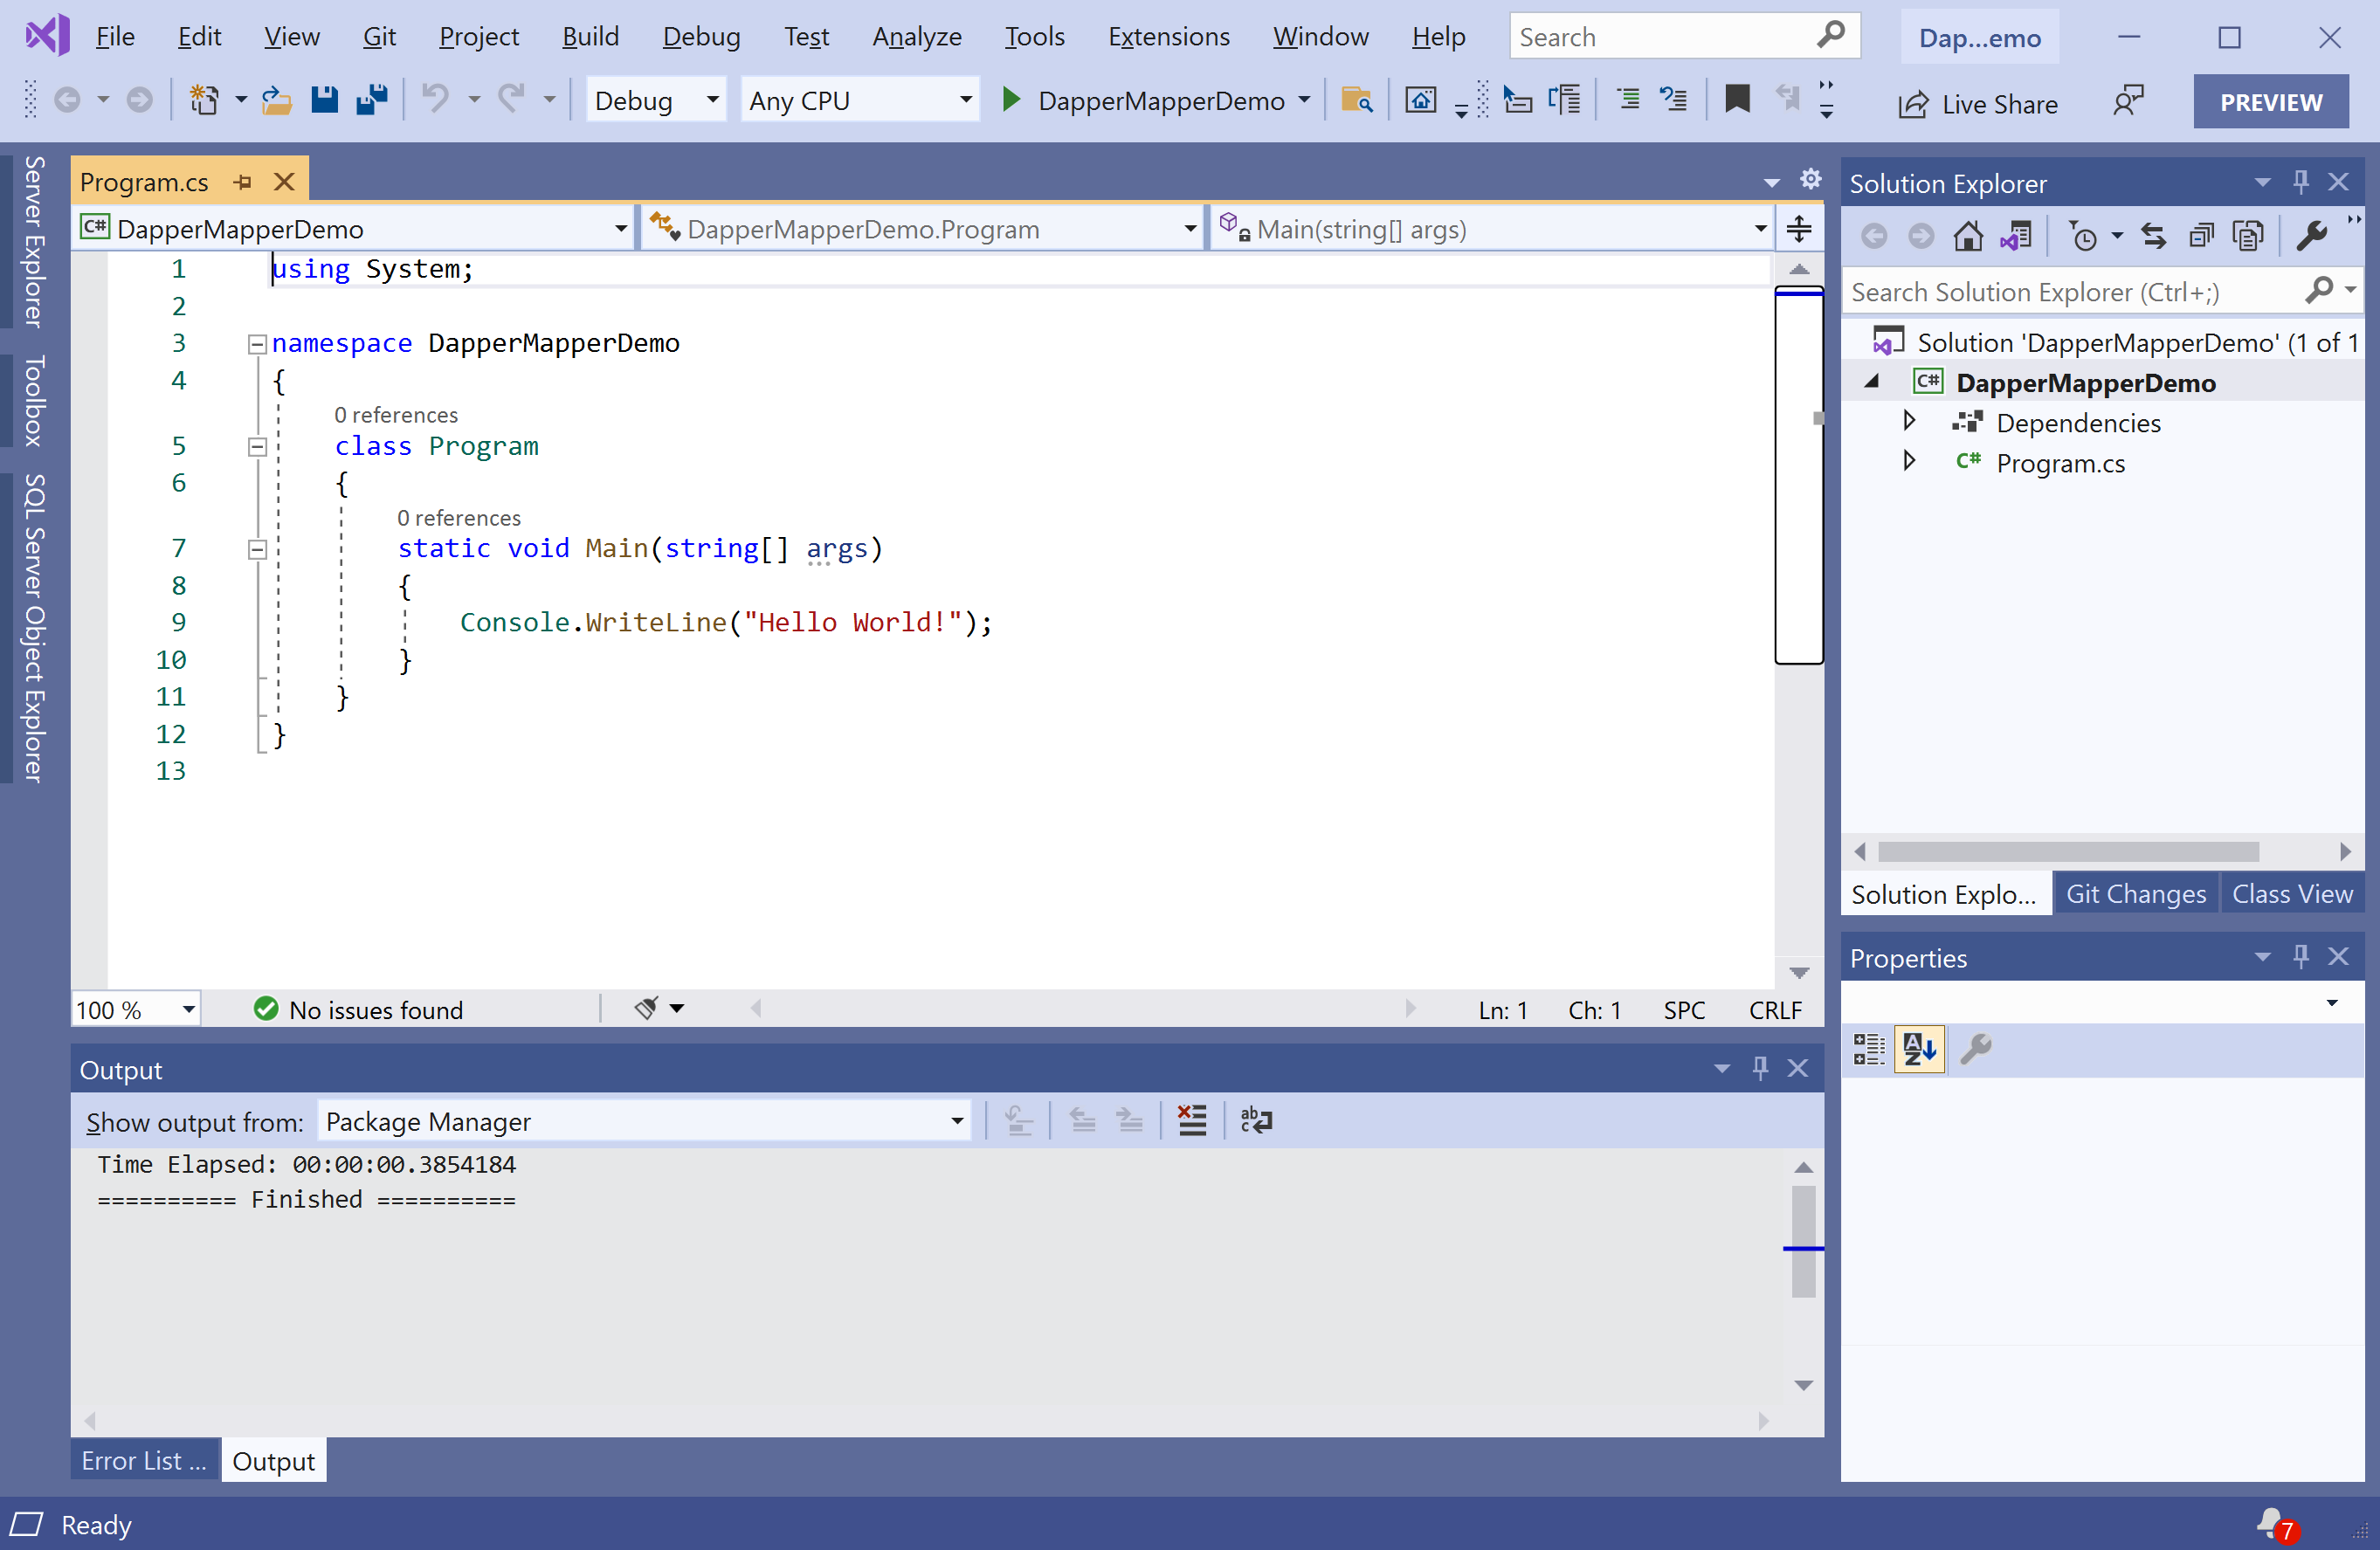 File Edit View Git Project Build Debug Test Analyze Tools Extensions Window Help Search Dap...emo
Debug Any CPU DapperMapperDemo Live Share PREVIEW
Server Explorer
Toolbox
SQL Server Object Explorer
Program.cs
C# DapperMapperDemo DapperMapperDemo.Program Main(string[] args)
1 using System;
2
3 namespace DapperMapperDemo
4 {
0 references
5 class Program
6 {
0 references
7 static void Main(string[] args)
8 {
9 Console.WriteLine("Hello World!");
10 }
11 }
12 }
13
100 % No issues found Ln: 1 Ch: 1 SPC CRLF
Output
Show output from: Package Manager
Time Elapsed: 00:00:00.3854184
========== Finished ==========
Error List ... Output
Solution Explorer
Search Solution Explorer (Ctrl+;)
Solution 'DapperMapperDemo' (1 of 1
C# DapperMapperDemo
Dependencies
C# Program.cs
Solution Explo... Git Changes Class View
Properties
Ready 7